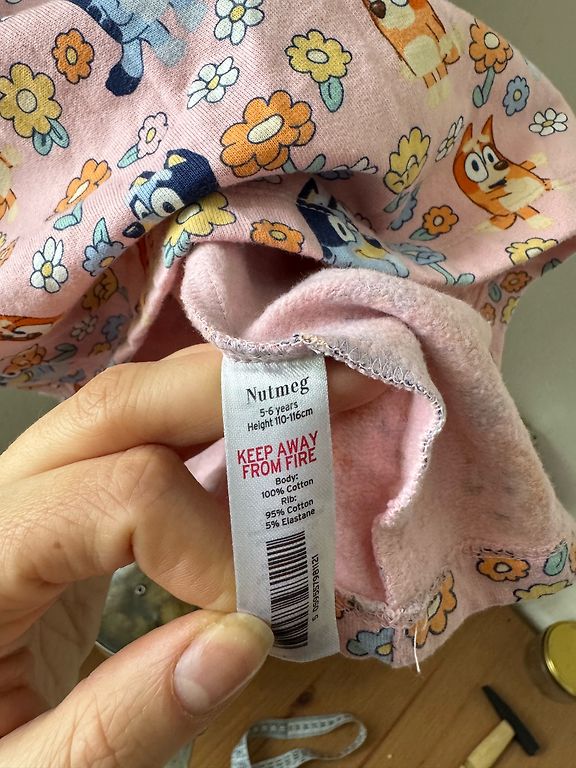 Nutmeg
5-6 years
Height 110-116cm
KEEP AWAY
FROM FIRE
Body:
100% Cotton
Rib:
95% Cotton
5% Elastane